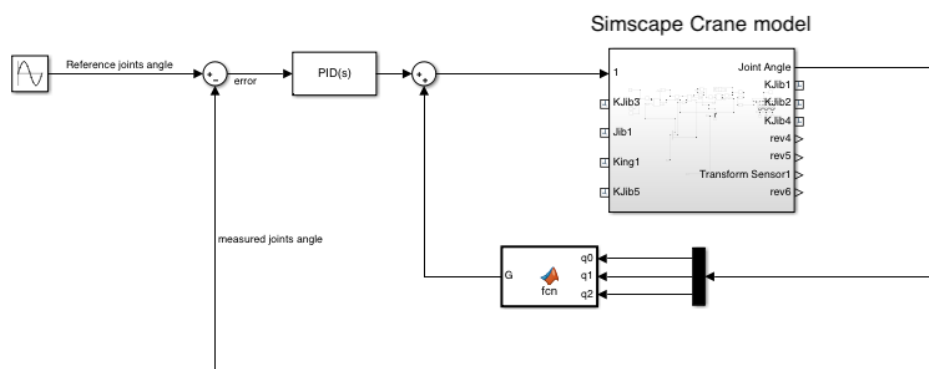 Simscape Crane model
Reference joints angle
+
−
error
PID(s)
+
+
1
KJib3
Jib1
King1
KJib5
Joint Angle
KJib1
KJib2
KJib4
rev4
rev5
Transform Sensor1
rev6
measured joints angle
G
fcn
q0
q1
q2